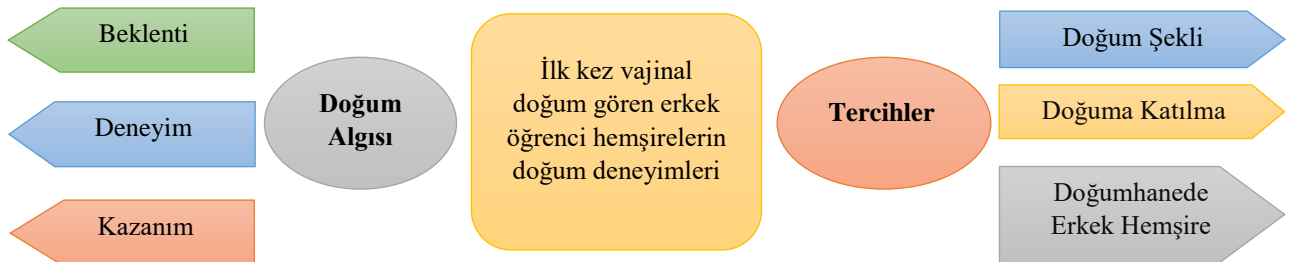 Beklenti
Deneyim
Kazanım
Doğum
Algısı
İlk kez vajinal
doğum gören erkek
öğrenci hemşirelerin
doğum deneyimleri
Tercihler
Doğum Şekli
Doğuma Katılma
Doğumhanede
Erkek Hemşire